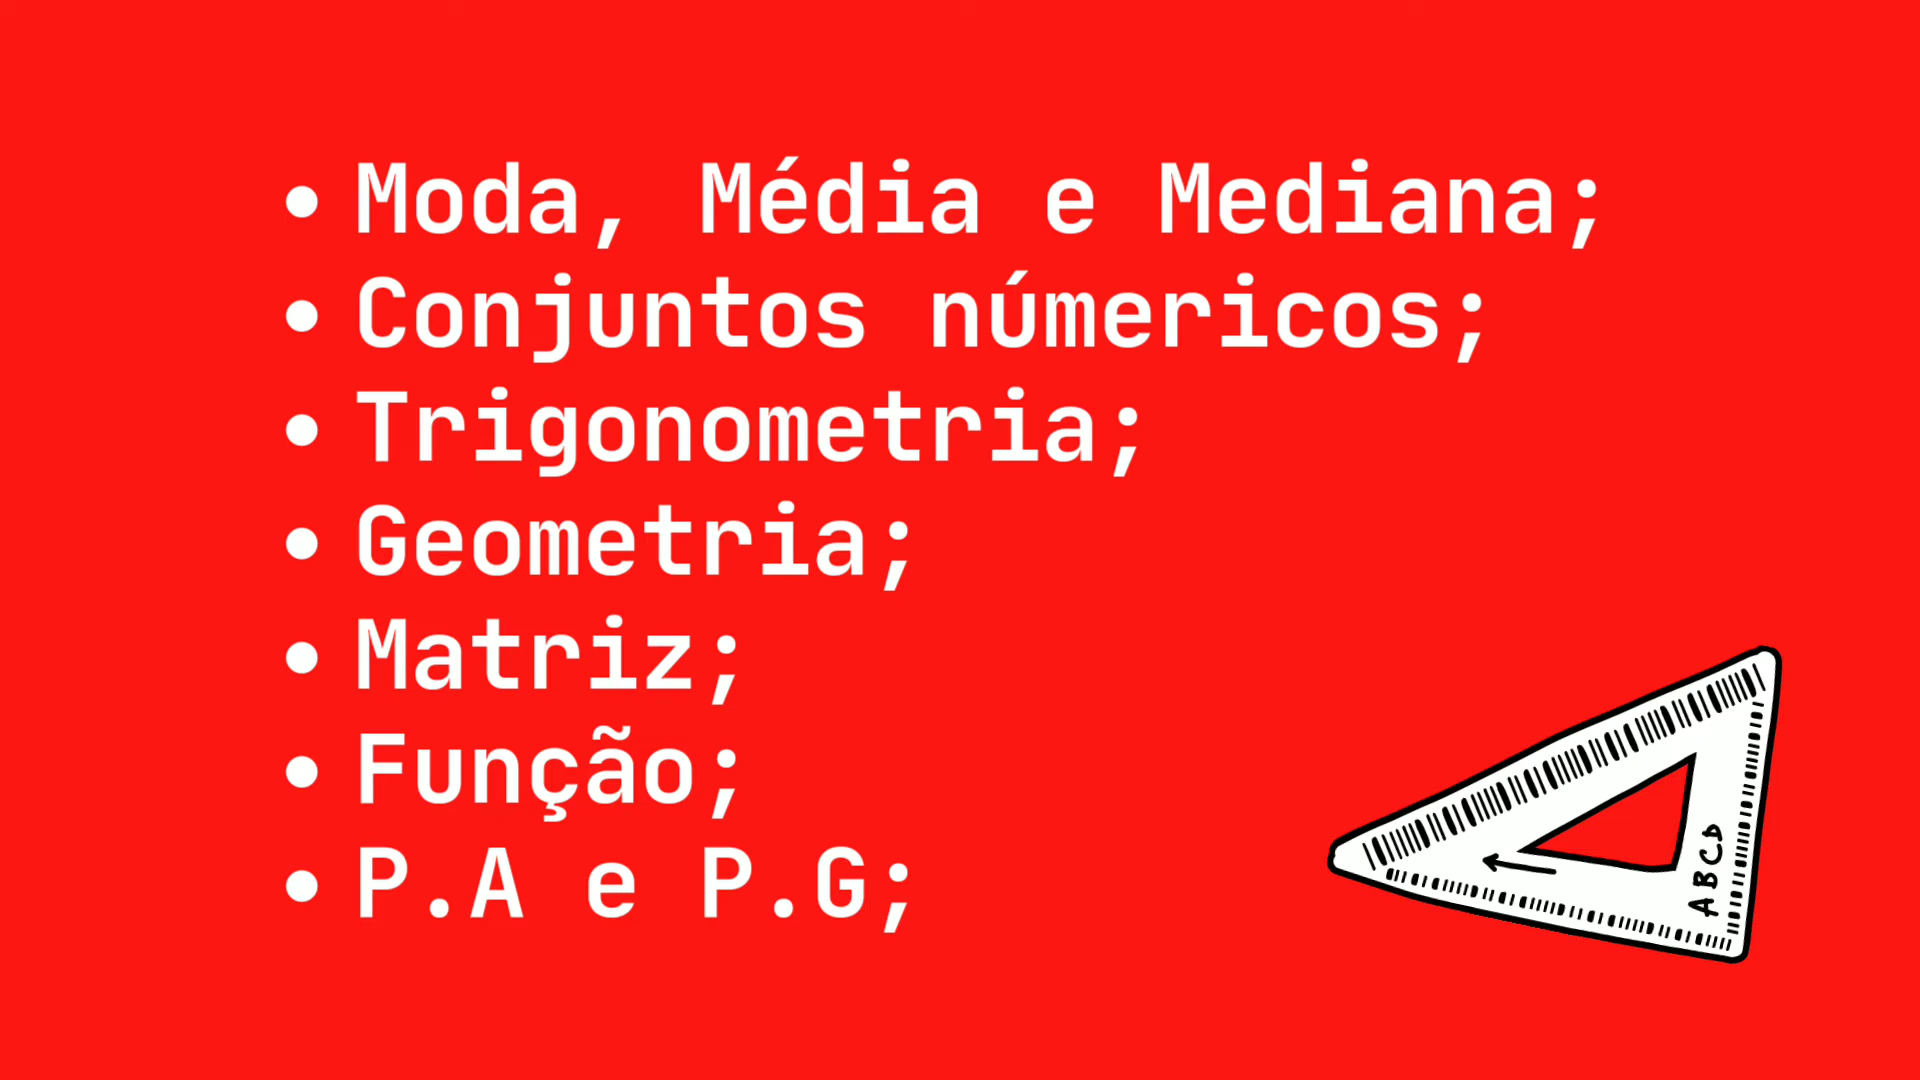 • Moda, Média e Mediana;
• Conjuntos númericos;
• Trigonometria;
• Geometria;
• Matriz;
• Função;
• P.A e P.G;
ABCD